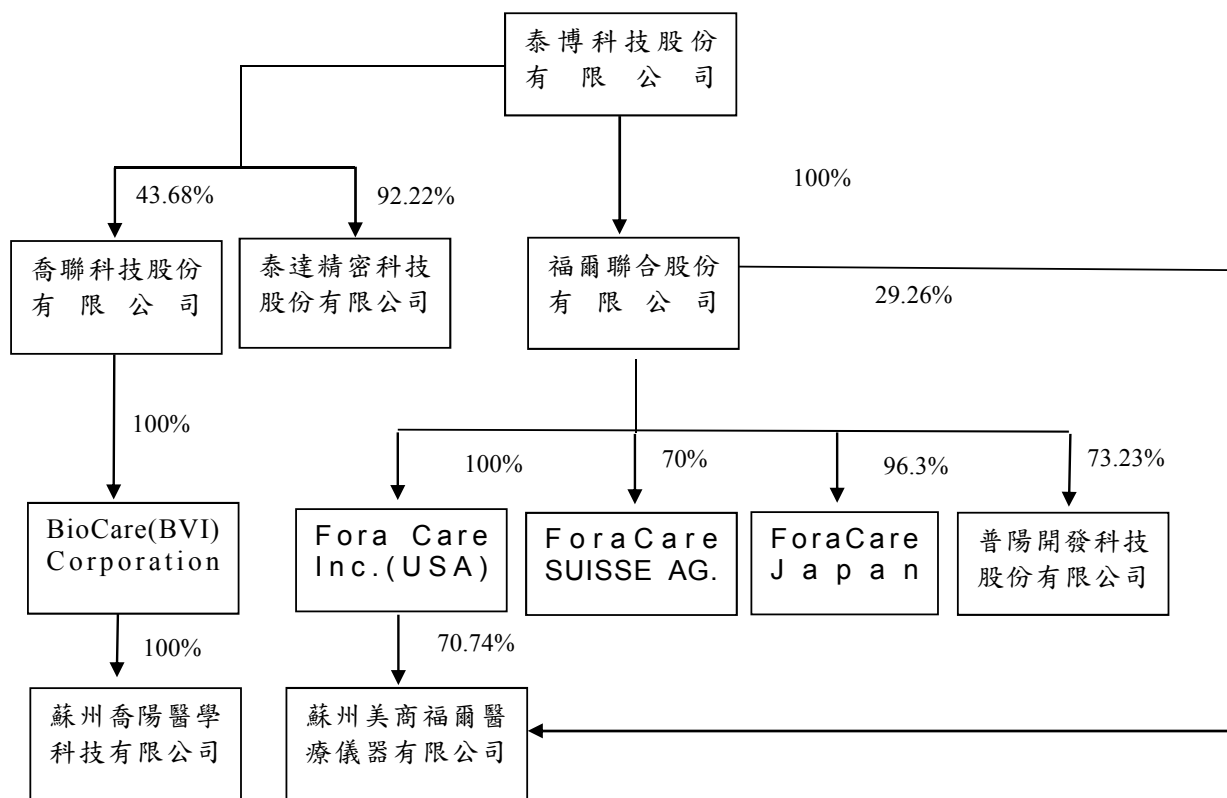 泰博科技股份
有限公司
43.68%
92.22%
100%
喬聯科技股份
有限公司
泰達精密科技
股份有限公司
福爾聯合股份
有限公司
29.26%
100%
100%
70%
96.3%
73.23%
BioCare(BVI)
Corporation
Fora Care
Inc.(USA)
ForaCare
SUISSE AG.
ForaCare
Japan
普陽開發科技
股份有限公司
100%
70.74%
蘇州喬陽醫學
科技有限公司
蘇州美商福爾醫
療儀器有限公司